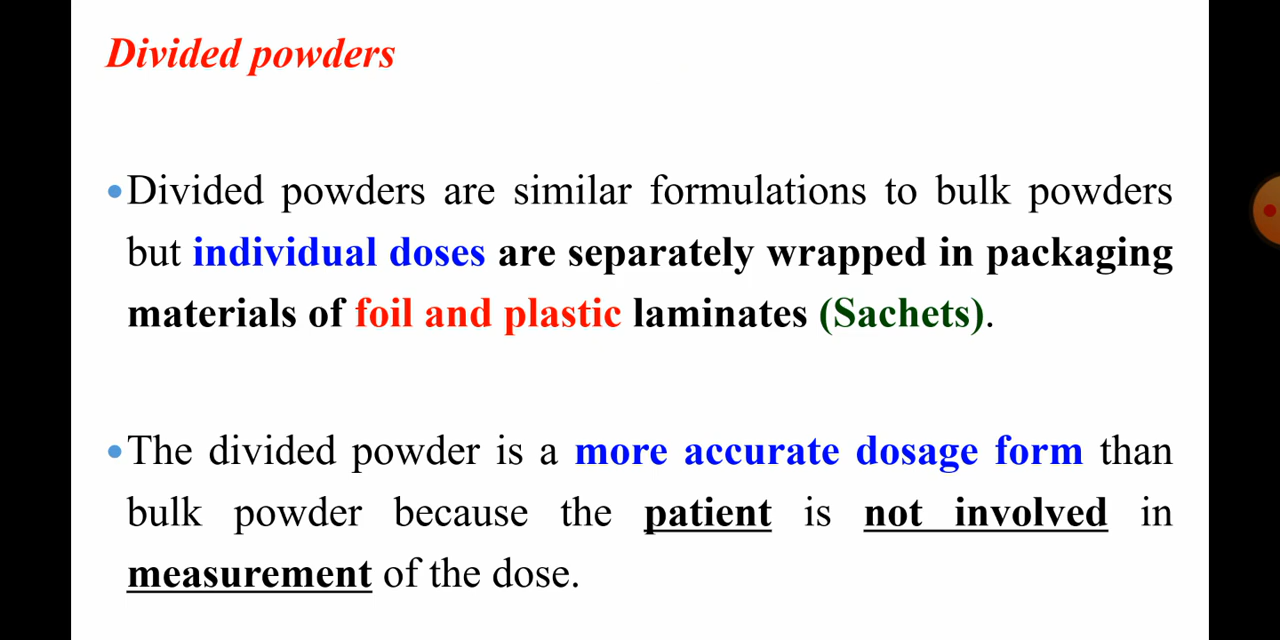 Divided powders
•Divided powders are similar formulations to bulk powders
but individual doses are separately wrapped in packaging
materials of foil and plastic laminates (Sachets).
•The divided powder is a more accurate dosage form than
bulk powder because the patient is not involved in
measurement of the dose.